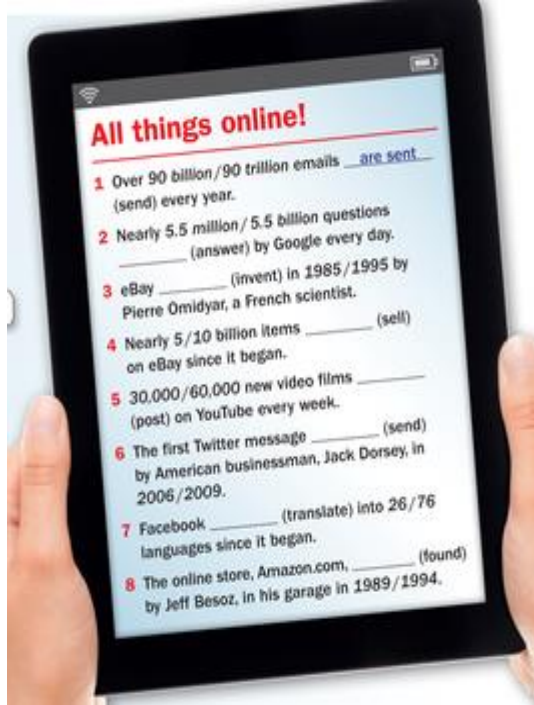 All things online!
1 Over 90 billion/90 trillion emails are sent
(send) every year.
2 Nearly 5.5 million/5.5 billion questions
________ (answer) by Google every day.
3 eBay ________ (invent) in 1985/1995 by
Pierre Omidyar, a French scientist.
4 Nearly 5/10 billion items ________ (sell)
on eBay since it began.
5 30,000/60,000 new video films ________
(post) on YouTube every week.
6 The first Twitter message ________ (send)
by American businessman, Jack Dorsey, in
2006/2009.
7 Facebook ________ (translate) into 26/76
languages since it began.
8 The online store, Amazon.com, ________ (found)
by Jeff Besoz, in his garage in 1989/1994.